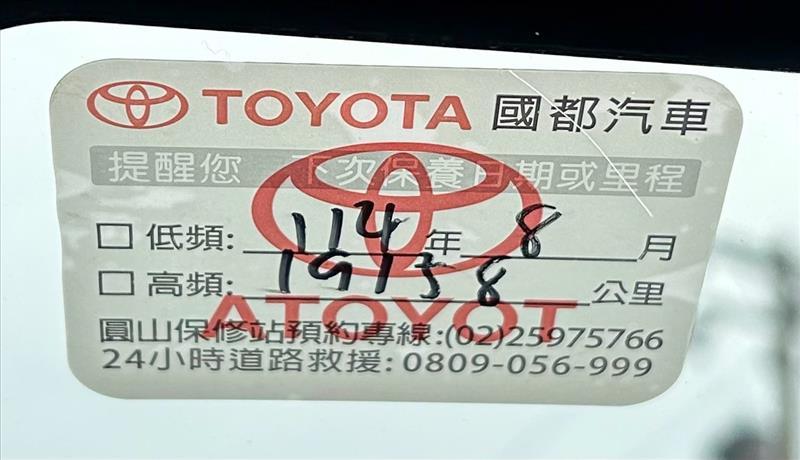 TOYOTA 國都汽車
提醒您 下次保養日期或里程
☐ 低頻: 114 年 8 月
☐ 高頻: 19138 公里
ATOYOT
圓山保修站預約專線:(02)25975766
24小時道路救援: 0809-056-999